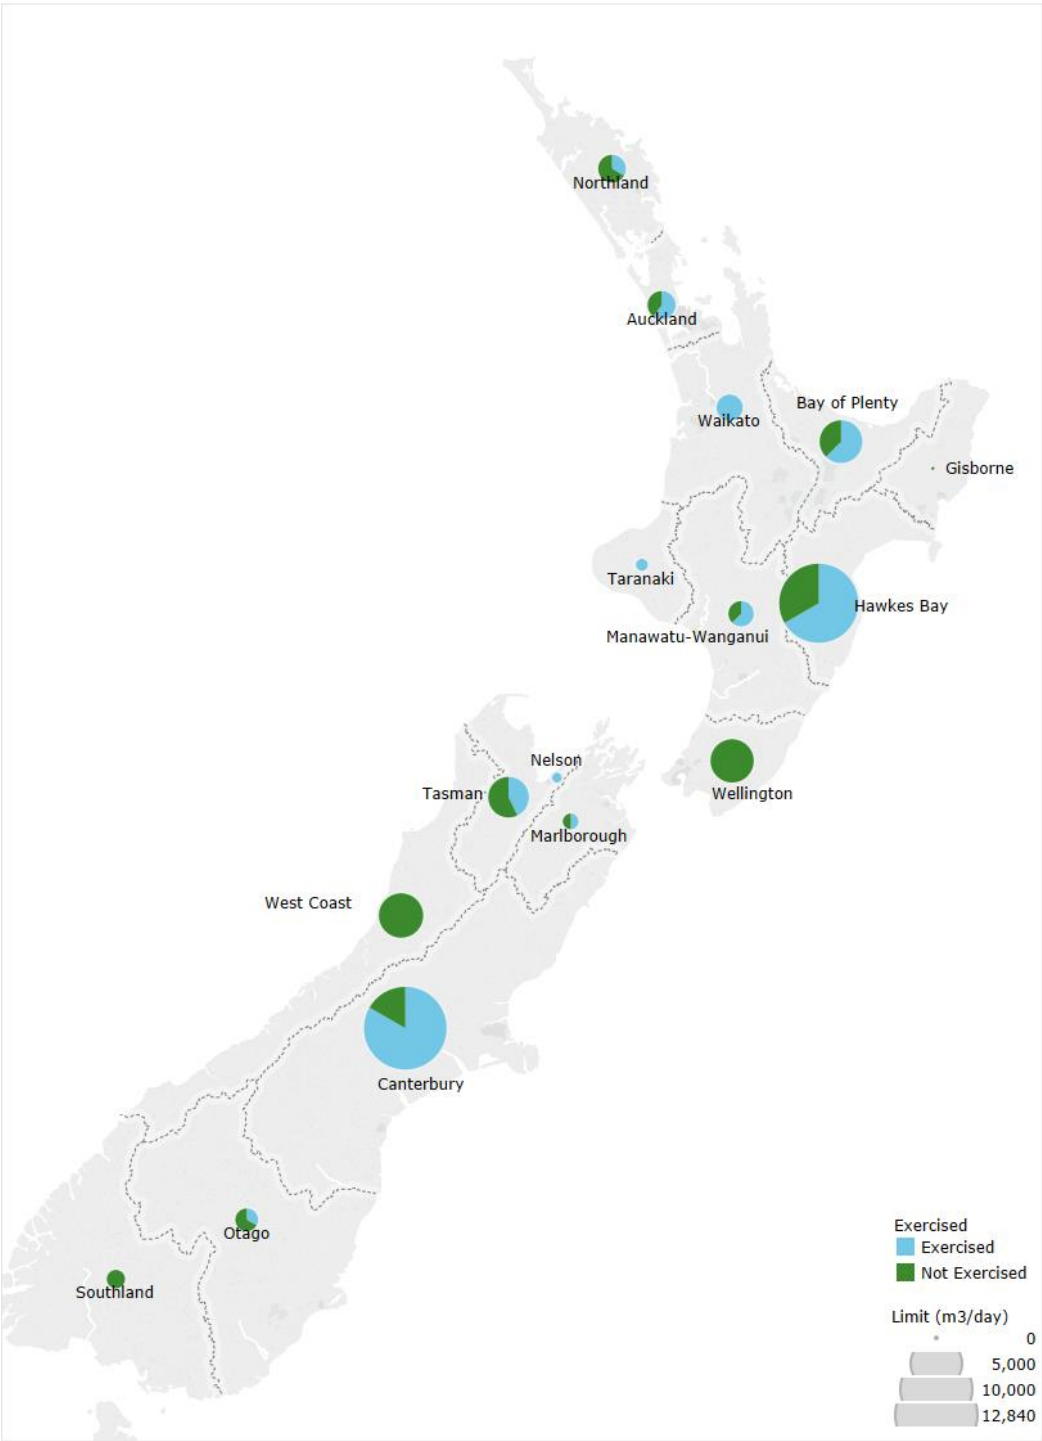 Northland
Auckland
Waikato
Bay of Plenty
Gisborne
Taranaki
Hawkes Bay
Manawatu-Wanganui
Nelson
Tasman
Wellington
Marlborough
West Coast
Canterbury
Otago
Southland
Exercised
Exercised
Not Exercised
Limit (m3/day)
0
5,000
10,000
12,840